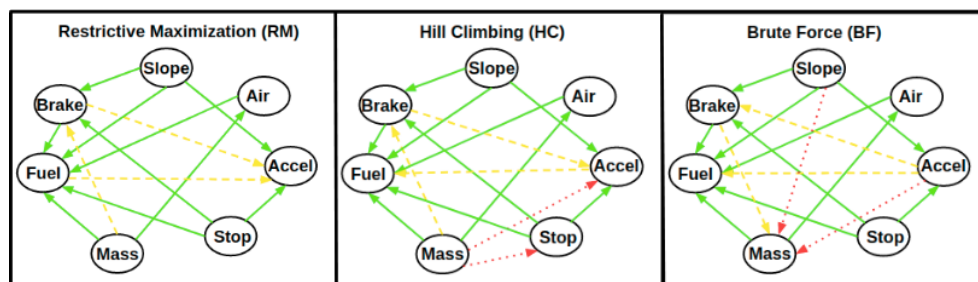 Restrictive Maximization (RM)
Slope
Air
Brake
Fuel
Accel
Stop
Mass
Hill Climbing (HC)
Slope
Air
Brake
Fuel
Accel
Stop
Mass
Brute Force (BF)
Slope
Air
Brake
Fuel
Accel
Stop
Mass